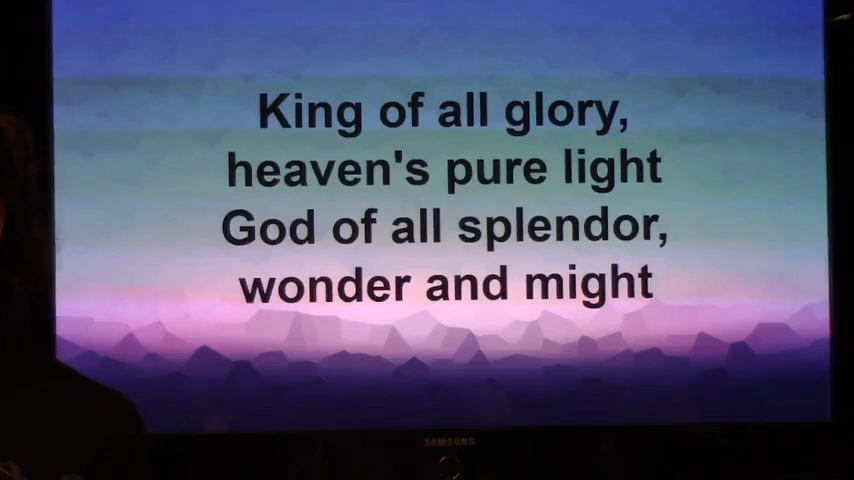 King of all glory,
heaven's pure light
God of all splendor,
wonder and might
SAMSUNG